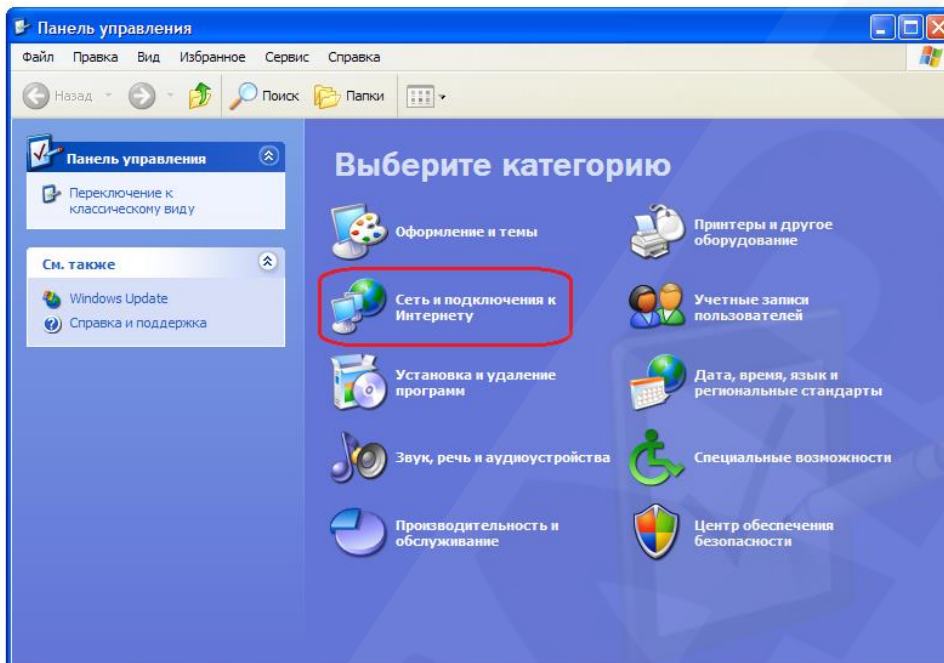 Панель управления
Файл Правка Вид Избранное Сервис Справка
Назад Поиск Папки
Панель управления
Переключение к
классическому виду
См. также
Windows Update
Справка и поддержка
Выберите категорию
Оформление и темы
Принтеры и другое
оборудование
Сеть и подключения к
Интернету
Учетные записи
пользователей
Установка и удаление
программ
Дата, время, язык и
региональные стандарты
Звук, речь и аудиоустройства
Специальные возможности
Производительность и
обслуживание
Центр обеспечения
безопасности